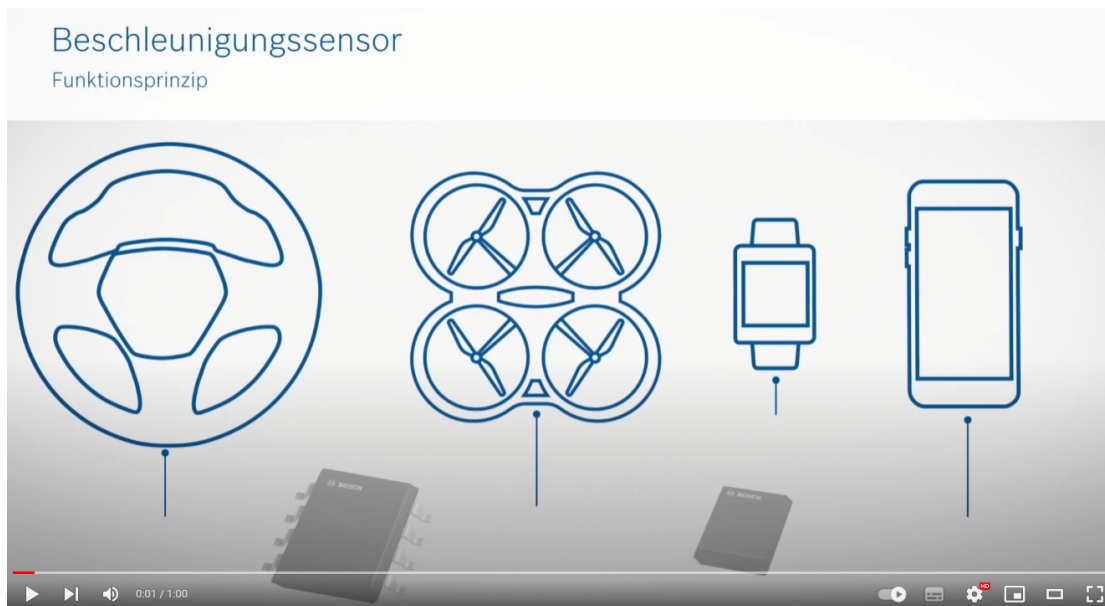 Beschleunigungssensor
Funktionsprinzip
BOSCH
BOSCH
0:01 / 1:00
HD